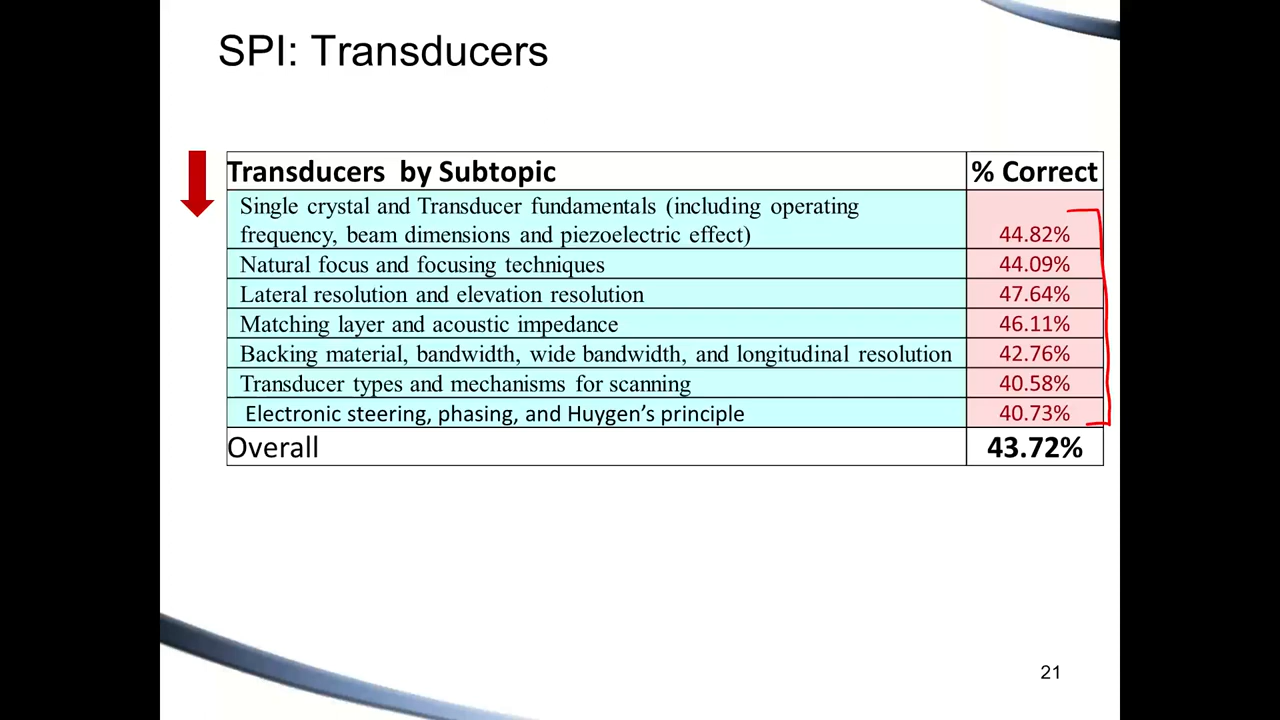 SPI: Transducers
Transducers by Subtopic % Correct
Single crystal and Transducer fundamentals (including operating
frequency, beam dimensions and piezoelectric effect) 44.82%
Natural focus and focusing techniques 44.09%
Lateral resolution and elevation resolution 47.64%
Matching layer and acoustic impedance 46.11%
Backing material, bandwidth, wide bandwidth, and longitudinal resolution 42.76%
Transducer types and mechanisms for scanning 40.58%
Electronic steering, phasing, and Huygen’s principle 40.73%
Overall 43.72%
21